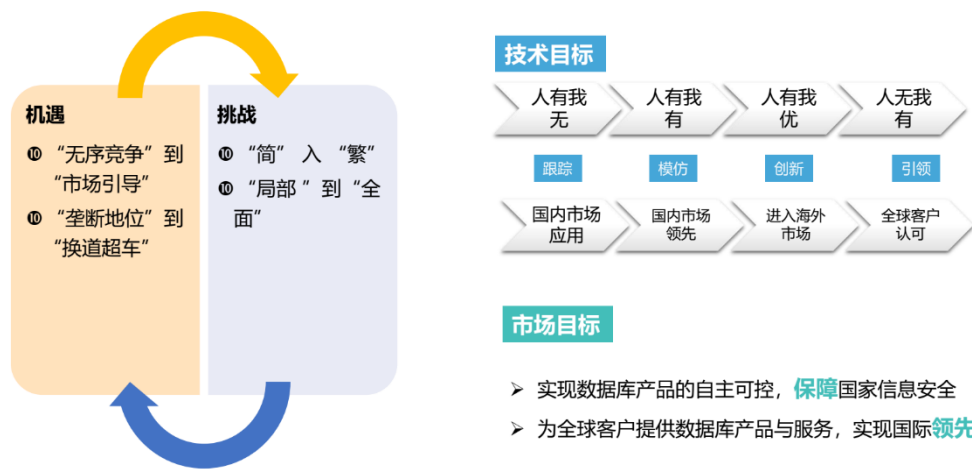 机遇
❿ “无序竞争”到
“市场引导”
❿ “垄断地位”到
“换道超车”
挑战
❿ “简”入“繁”
❿ “局部”到“全
面”
技术目标
人有我
无
人有我
有
人有我
优
人无我
有
跟踪
模仿
创新
引领
国内市场
应用
国内市场
领先
进入海外
市场
全球客户
认可
市场目标
➢ 实现数据库产品的自主可控，保障国家信息安全
➢ 为全球客户提供数据库产品与服务，实现国际领先